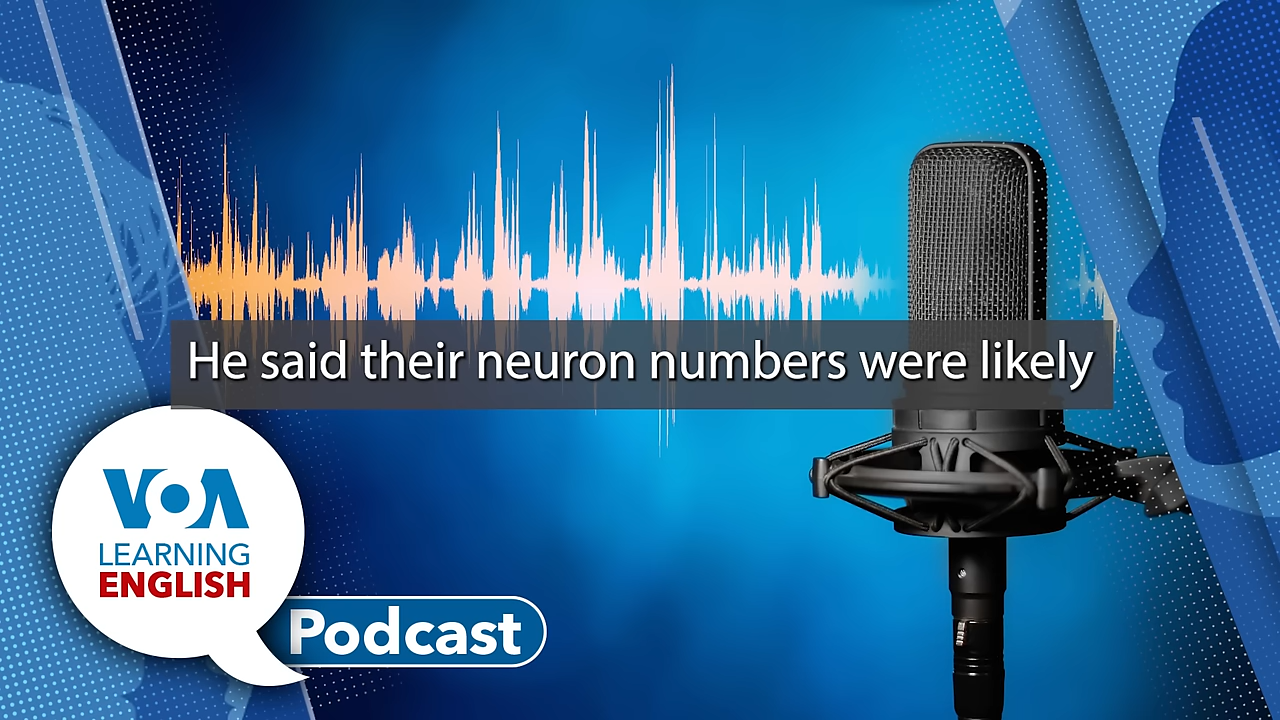 He said their neuron numbers were likely
VOA
LEARNING
ENGLISH
Podcast